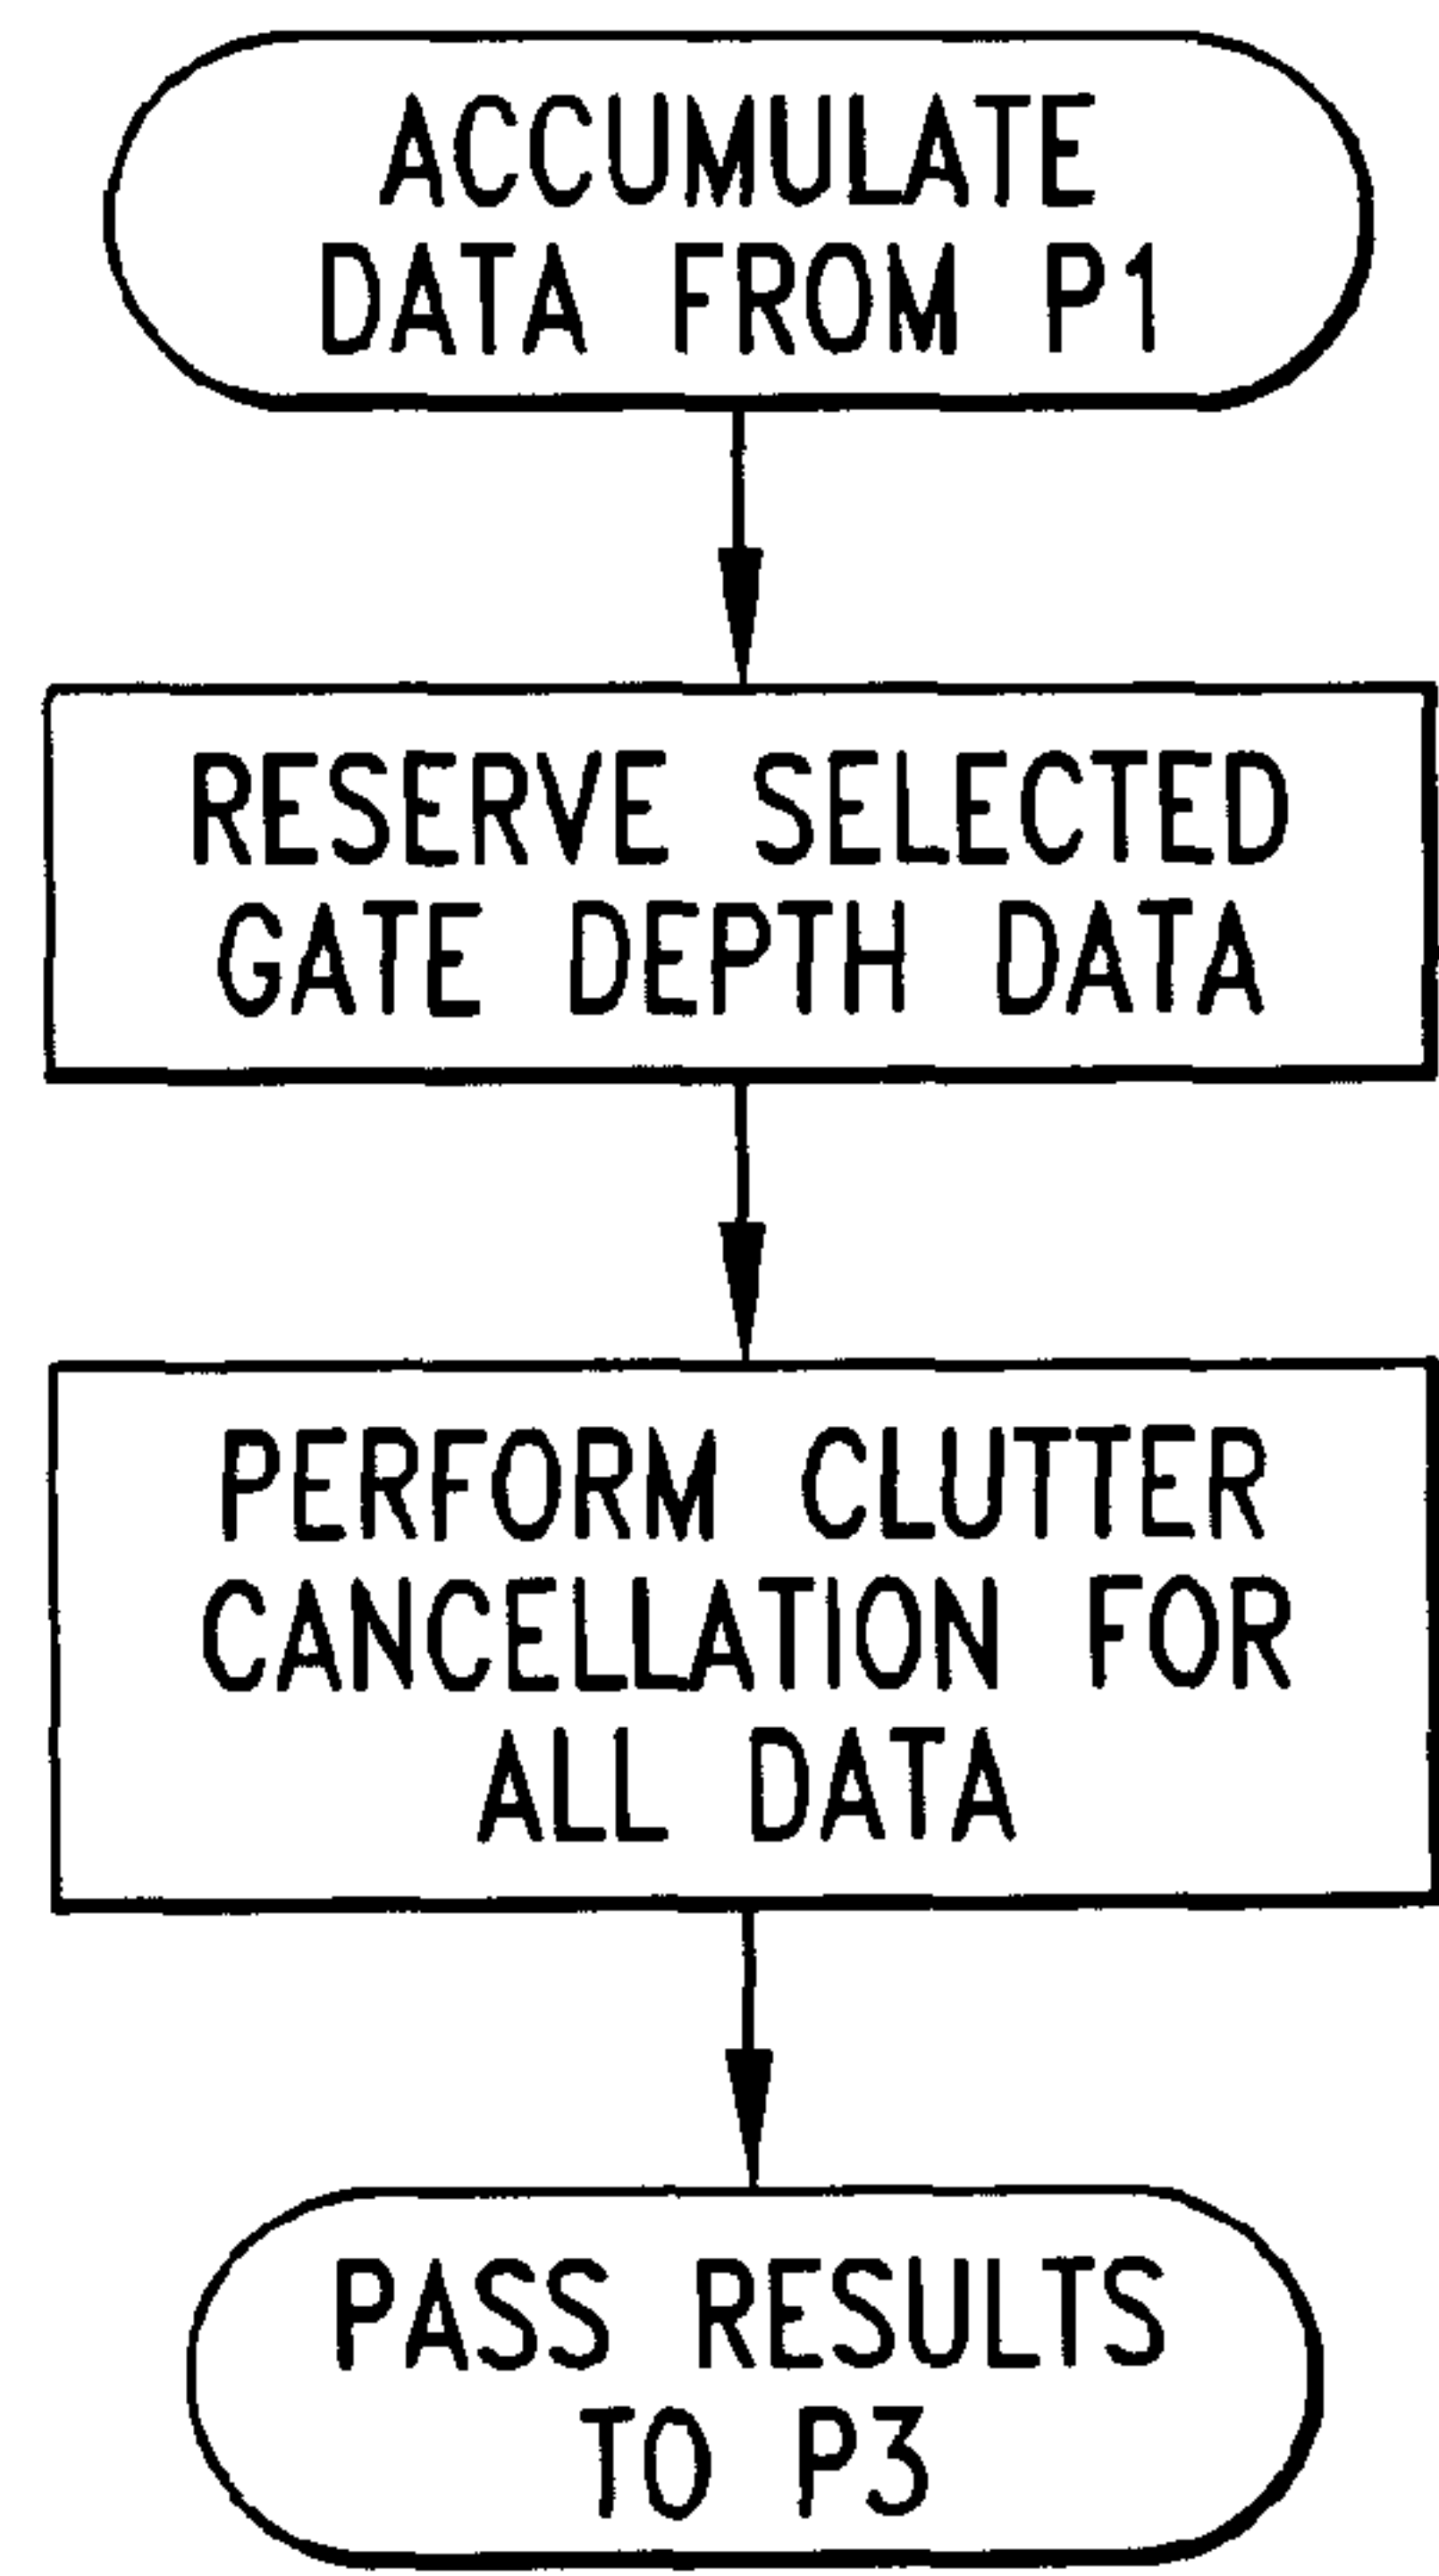 ACCUMULATE
DATA FROM P1
RESERVE SELECTED
GATE DEPTH DATA
PERFORM CLUTTER
CANCELLATION FOR
ALL DATA
PASS RESULTS
TO P3